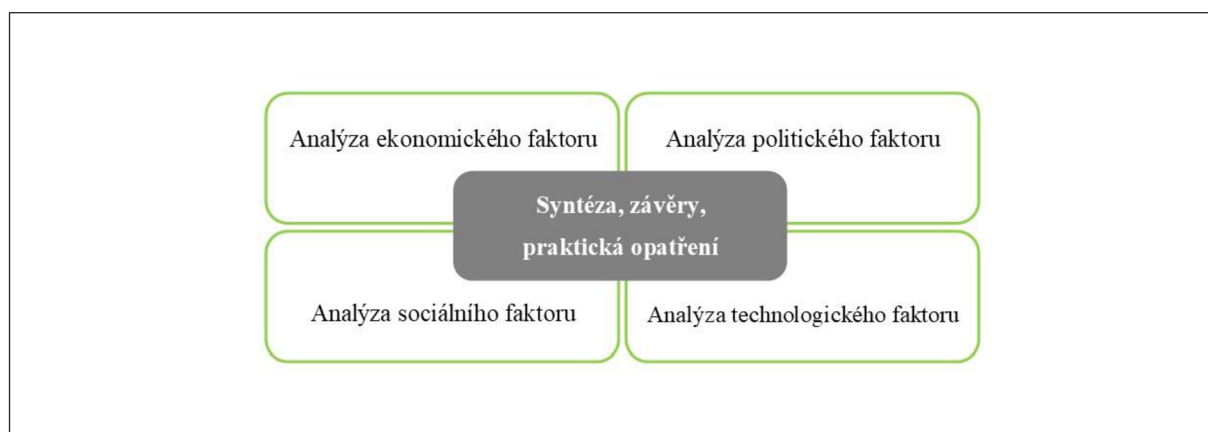 Analýza ekonomického faktoru
Analýza politického faktoru
Syntéza, závěry,
praktická opatření
Analýza sociálního faktoru
Analýza technologického faktoru